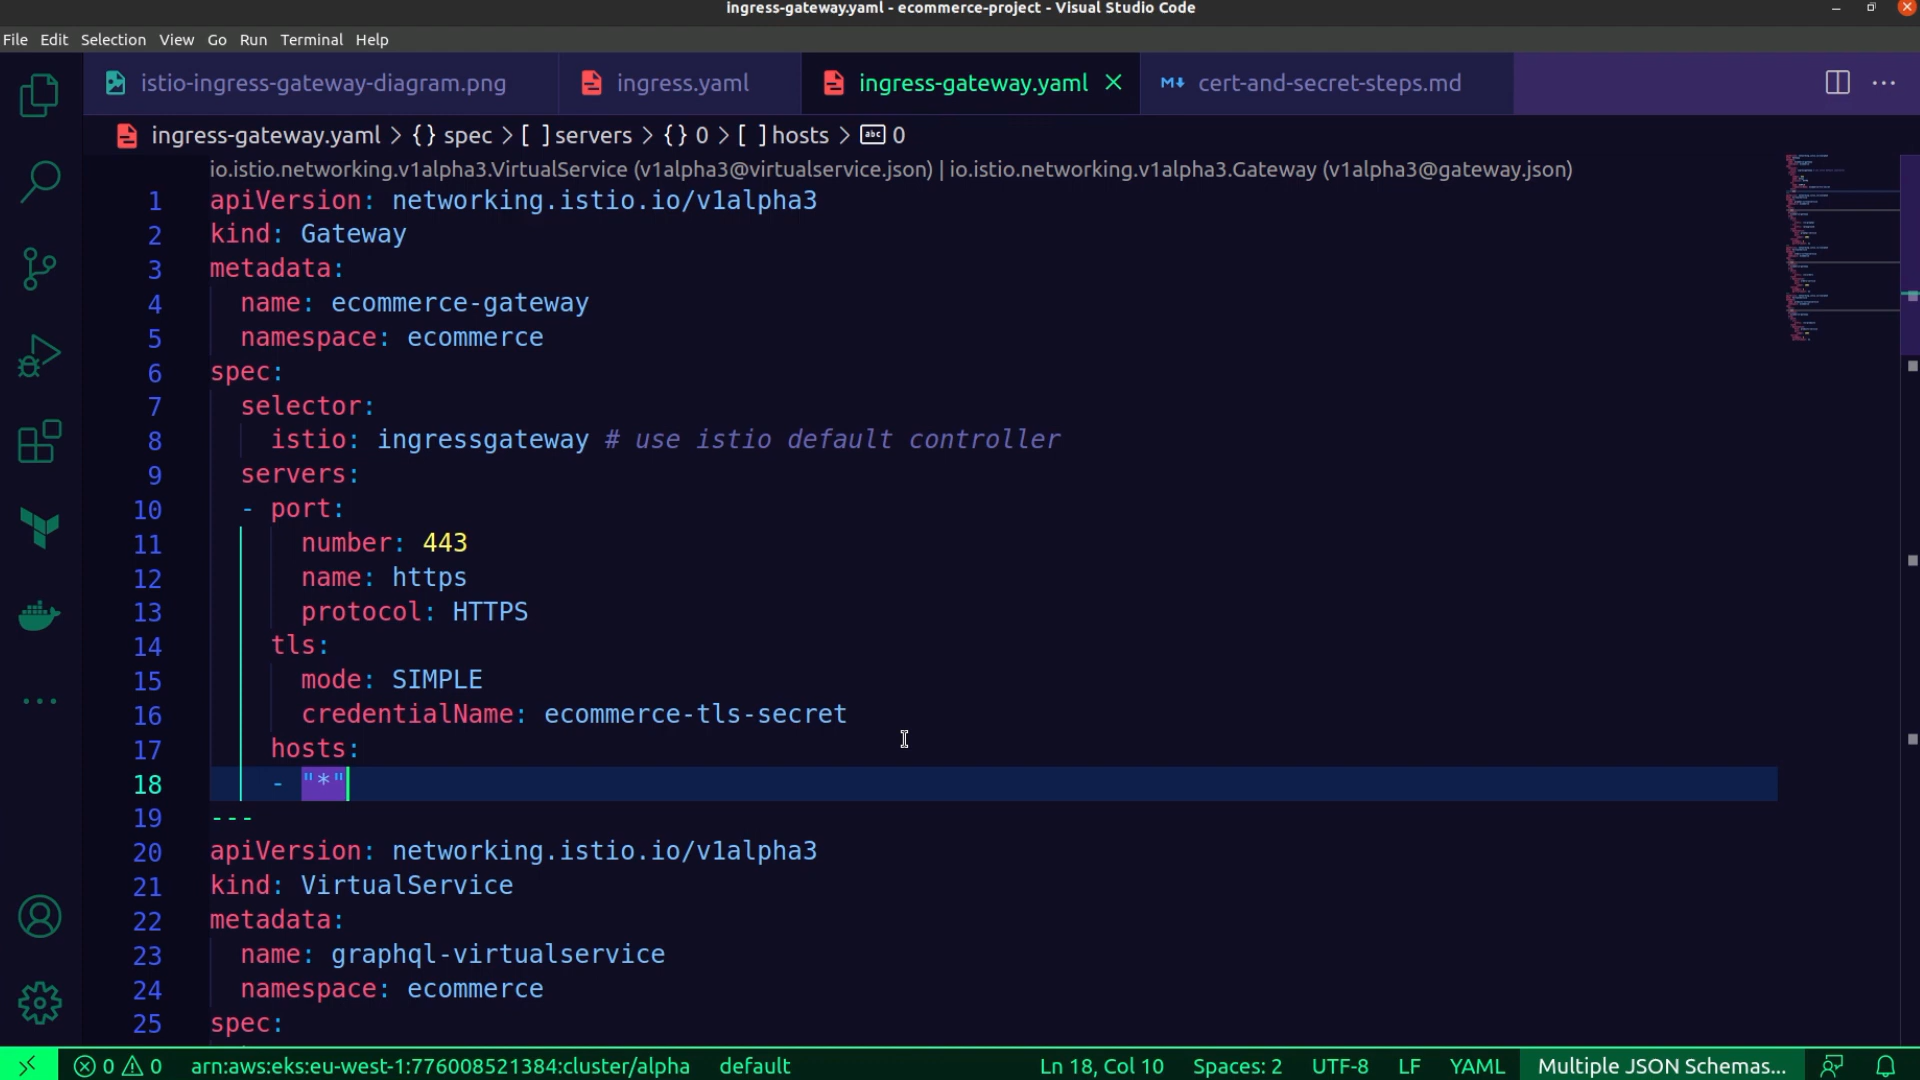 ingress-gateway.yaml - ecommerce-project - Visual Studio Code
File Edit Selection View Go Run Terminal Help
istio-ingress-gateway-diagram.png ingress.yaml ingress-gateway.yaml cert-and-secret-steps.md
ingress-gateway.yaml > {} spec > [ ] servers > {} 0 > [ ] hosts > abc 0
io.istio.networking.v1alpha3.VirtualService (v1alpha3@virtualservice.json) | io.istio.networking.v1alpha3.Gateway (v1alpha3@gateway.json)
1 apiVersion: networking.istio.io/v1alpha3
2 kind: Gateway
3 metadata:
4   name: ecommerce-gateway
5   namespace: ecommerce
6 spec:
7   selector:
8     istio: ingressgateway # use istio default controller
9   servers:
10   - port:
11       number: 443
12       name: https
13       protocol: HTTPS
14     tls:
15       mode: SIMPLE
16       credentialName: ecommerce-tls-secret
17     hosts:
18     - "*"
19 ---
20 apiVersion: networking.istio.io/v1alpha3
21 kind: VirtualService
22 metadata:
23   name: graphql-virtualservice
24   namespace: ecommerce
25 spec:
0 0 arn:aws:eks:eu-west-1:776008521384:cluster/alpha default Ln 18, Col 10 Spaces: 2 UTF-8 LF YAML Multiple JSON Schemas...